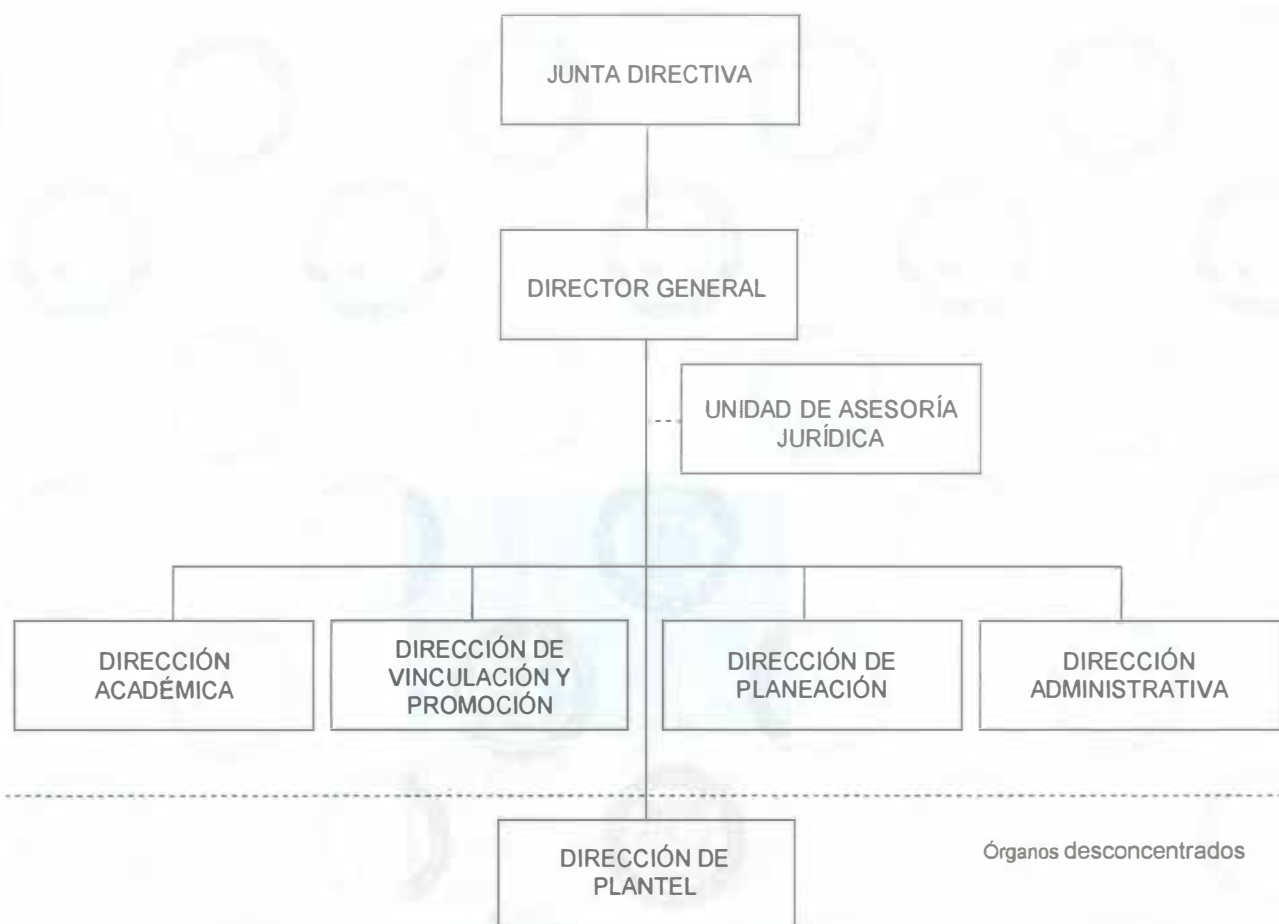 JUNTA DIRECTIVA
DIRECTOR GENERAL
UNIDAD DE ASESORÍA
JURÍDICA
DIRECCIÓN
ACADÉMICA
DIRECCIÓN DE
VINCULACIÓN Y
PROMOCIÓN
DIRECCIÓN DE
PLANEACIÓN
DIRECCIÓN
ADMINISTRATIVA
DIRECCIÓN DE
PLANTEL
Órganos desconcentrados